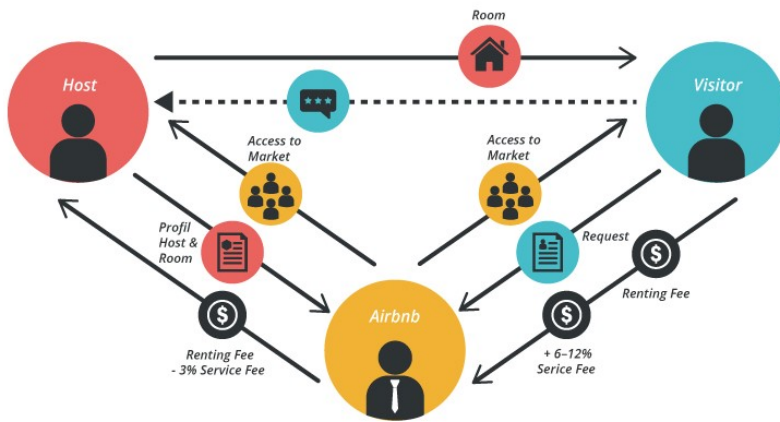 Room
Host
Visitor
Access to
Market
Access to
Market
Profil
Host &
Room
Request
Renting Fee
Airbnb
Renting Fee
- 3% Service Fee
+ 6–12%
Serice Fee